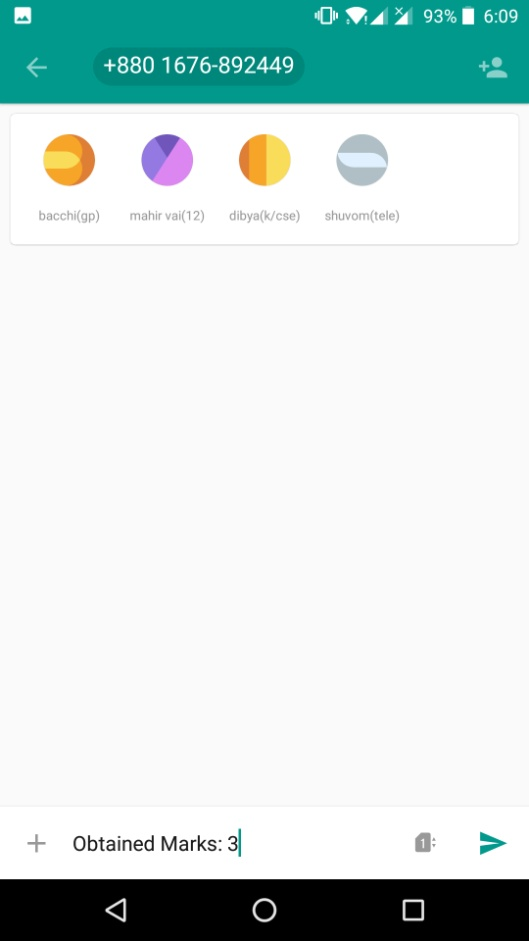 93% 6:09
+880 1676-892449
bacchi(gp) mahir vai(12) dibya(k/cse) shuvom(tele)
Obtained Marks: 3
1